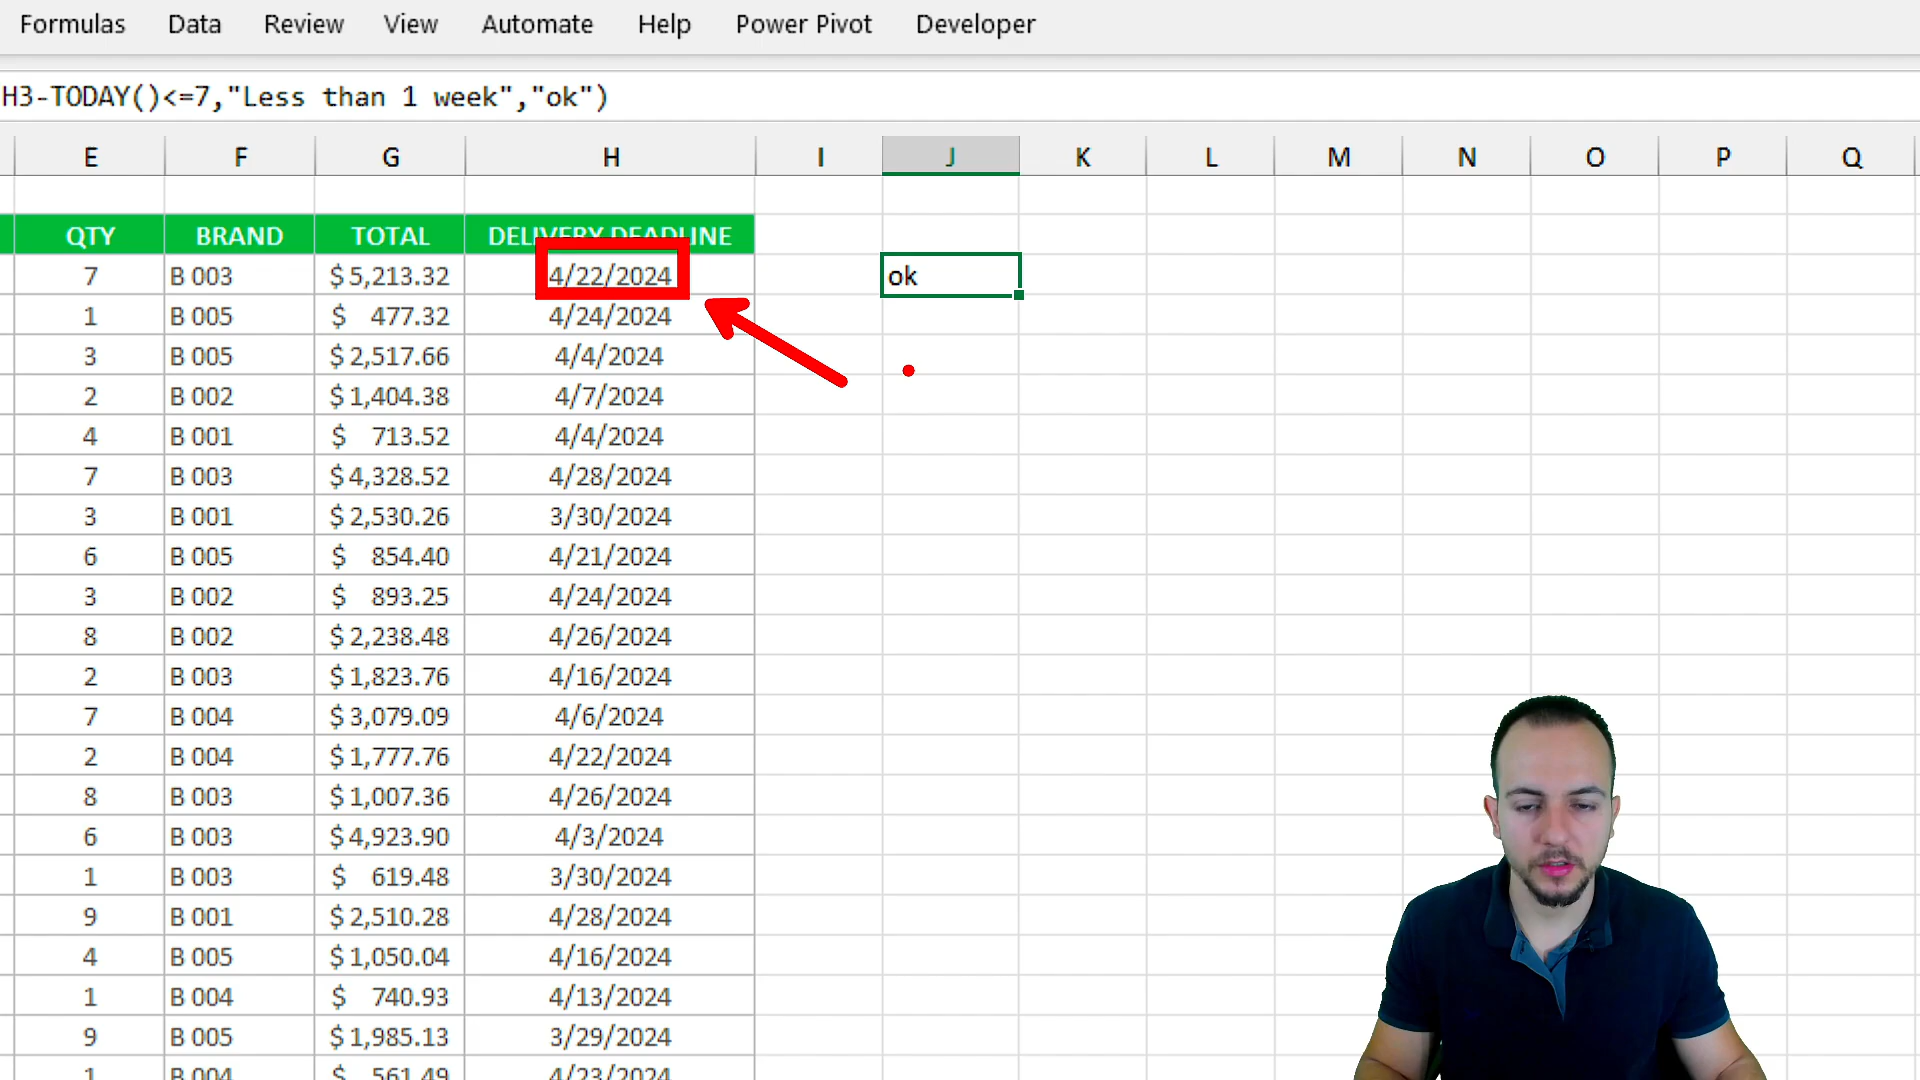 Formulas Data Review View Automate Help Power Pivot Developer
H3-TODAY()<=7,"Less than 1 week","ok")
E F G H I J K L M N O P Q
QTY BRAND TOTAL DELIVERY DEADLINE
7 B 003 $ 5,213.32 4/22/2024 ok
1 B 005 $ 477.32 4/24/2024
3 B 005 $ 2,517.66 4/4/2024
2 B 002 $ 1,404.38 4/7/2024
4 B 001 $ 713.52 4/4/2024
7 B 003 $ 4,328.52 4/28/2024
3 B 001 $ 2,530.26 3/30/2024
6 B 005 $ 854.40 4/21/2024
3 B 002 $ 893.25 4/24/2024
8 B 002 $ 2,238.48 4/26/2024
2 B 003 $ 1,823.76 4/16/2024
7 B 004 $ 3,079.09 4/6/2024
2 B 004 $ 1,777.76 4/22/2024
8 B 003 $ 1,007.36 4/26/2024
6 B 003 $ 4,923.90 4/3/2024
1 B 003 $ 619.48 3/30/2024
9 B 001 $ 2,510.28 4/28/2024
4 B 005 $ 1,050.04 4/16/2024
1 B 004 $ 740.93 4/13/2024
9 B 005 $ 1,985.13 3/29/2024
1 B 004 $ 561.49 4/23/2024